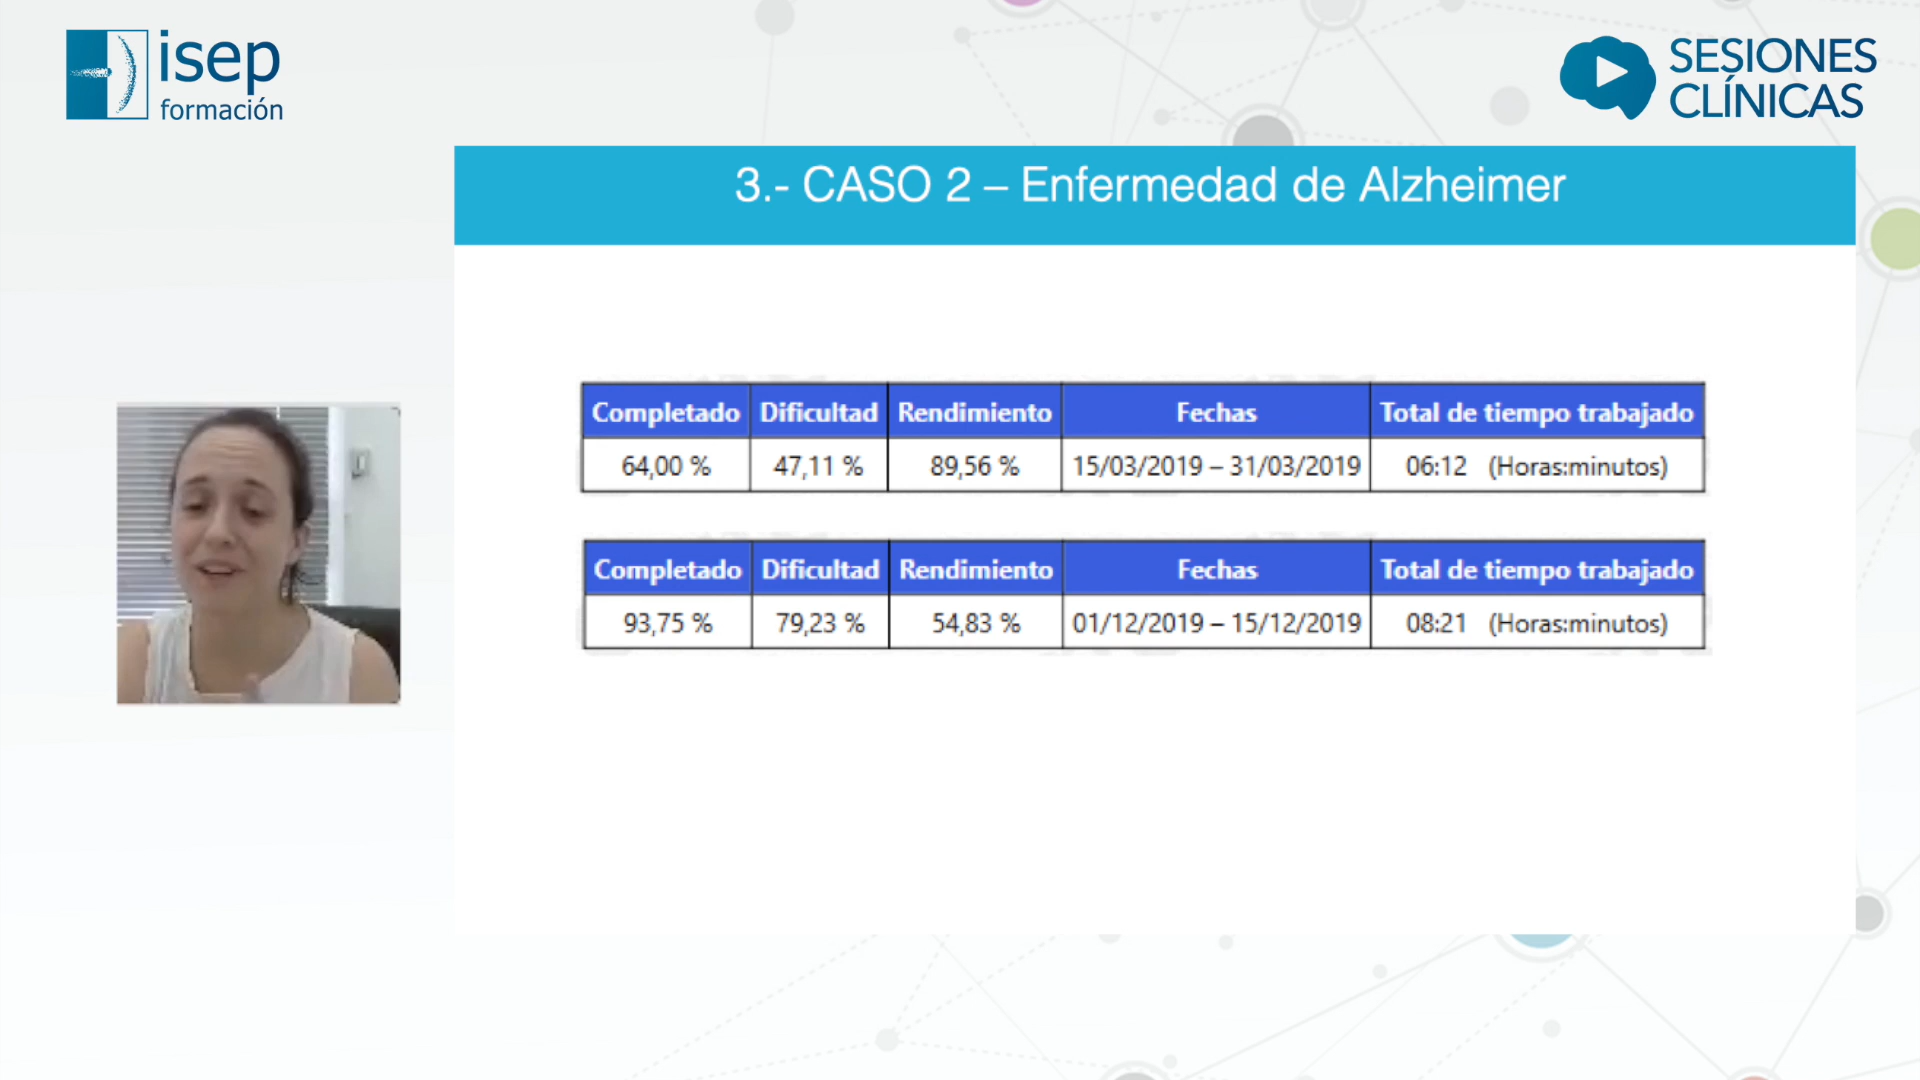 isep
formación
SESIONES
CLÍNICAS
3.- CASO 2 – Enfermedad de Alzheimer
Completado Dificultad Rendimiento Fechas Total de tiempo trabajado
64,00 % 47,11 % 89,56 % 15/03/2019 – 31/03/2019 06:12 (Horas:minutos)
Completado Dificultad Rendimiento Fechas Total de tiempo trabajado
93,75 % 79,23 % 54,83 % 01/12/2019 – 15/12/2019 08:21 (Horas:minutos)